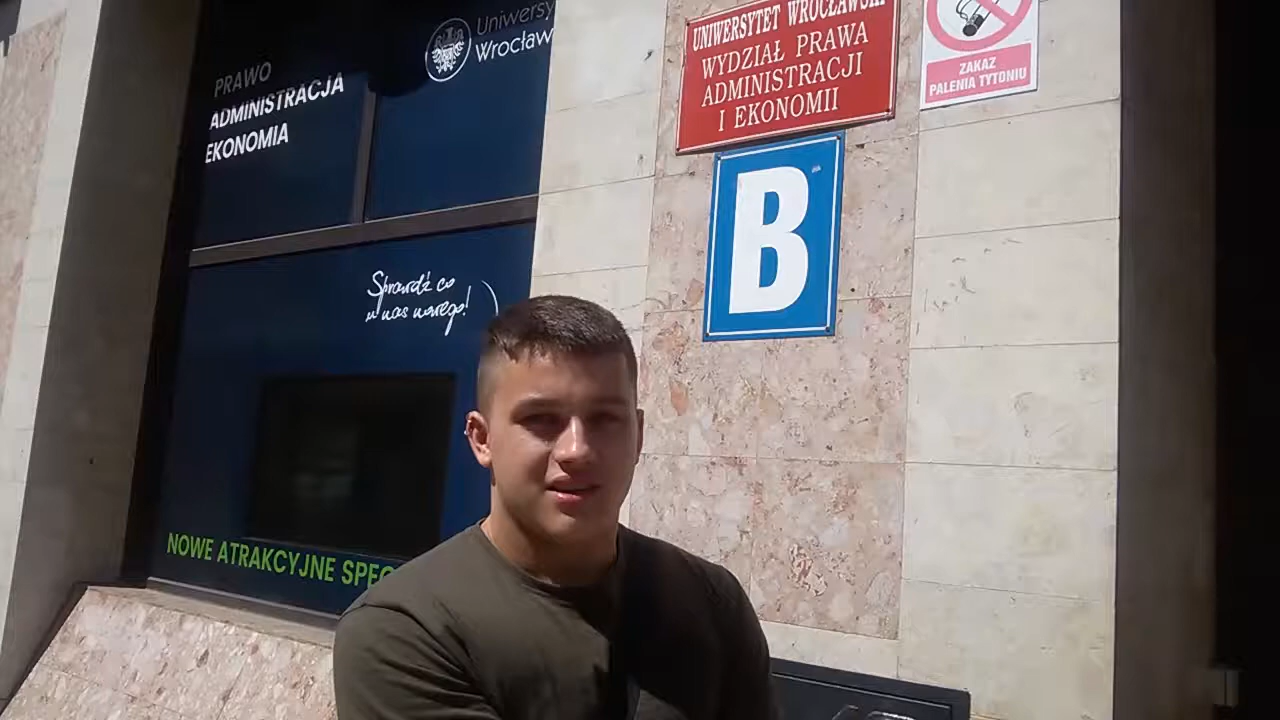 PRAWO
ADMINISTRACJA
EKONOMIA
Uniwersy
Wrocław
Sprawdź co
u nas nowego!
NOWE ATRAKCYJNE SPEC
UNIWERSYTET WROCŁAWSKI
WYDZIAŁ PRAWA
ADMINISTRACJI
I EKONOMII
B
ZAKAZ
PALENIA TYTONIU